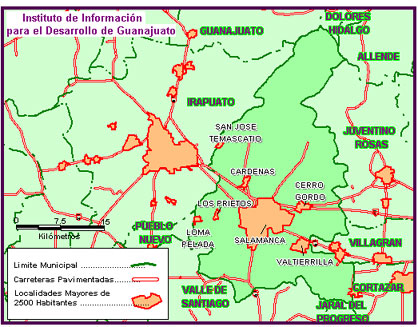 Instituto de Información
para el Desarrollo de Guanajuato
DOLORES
HIDALGO
GUANAJUATO
ALLENDE
IRAPUATO
SAN JOSE
TEMASCATIO
JUVENTINO
ROSAS
CARDENAS
CERRO
GORDO
LOS PRIETOS
0 7.5 15
Kilómetros
PUEBLO
NUEVO
LOMA
PELADA
SALAMANCA
VILLAGRAN
VALTIERRILLA
Limite Municipal
Carreteras Pavimentadas
Localidades Mayores de
2500 Habitantes
VALLE DE
SANTIAGO
CORTAZAR
JARAL DEL
PROGRESO